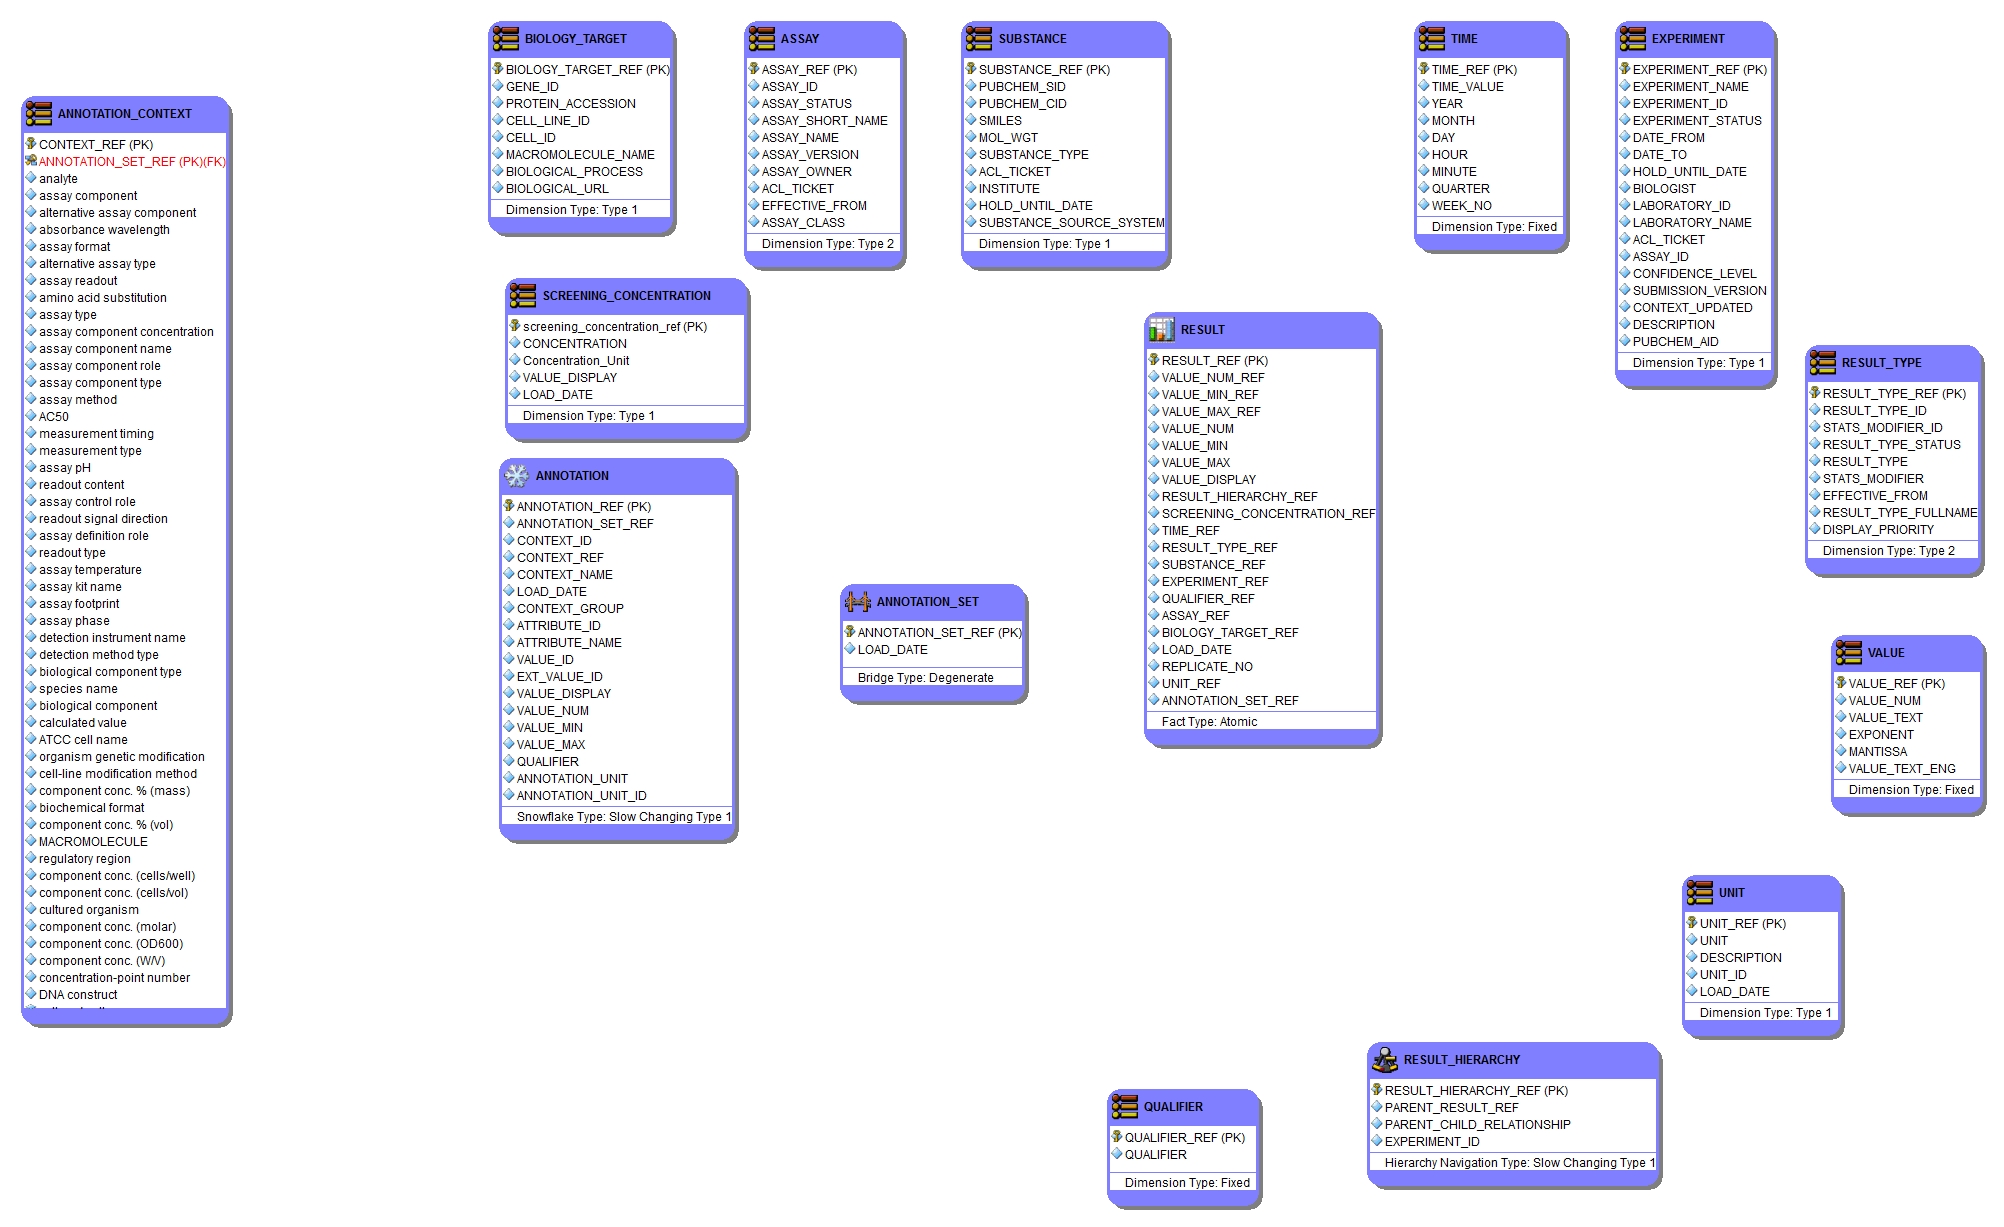 BIOLOGY_TARGET
BIOLOGY_TARGET_REF (PK)
GENE_ID
PROTEIN_ACCESSION
CELL_LINE_ID
CELL_ID
MACROMOLECULE_NAME
BIOLOGICAL_PROCESS
BIOLOGICAL_URL
Dimension Type: Type 1
ASSAY
ASSAY_REF (PK)
ASSAY_ID
ASSAY_STATUS
ASSAY_SHORT_NAME
ASSAY_NAME
ASSAY_VERSION
ASSAY_OWNER
ACL_TICKET
EFFECTIVE_FROM
ASSAY_CLASS
Dimension Type: Type 2
SUBSTANCE
SUBSTANCE_REF (PK)
PUBCHEM_SID
PUBCHEM_CID
SMILES
MOL_WGT
SUBSTANCE_TYPE
ACL_TICKET
INSTITUTE
HOLD_UNTIL_DATE
SUBSTANCE_SOURCE_SYSTEM
Dimension Type: Type 1
TIME
TIME_REF (PK)
TIME_VALUE
YEAR
MONTH
DAY
HOUR
MINUTE
QUARTER
WEEK_NO
Dimension Type: Fixed
EXPERIMENT
EXPERIMENT_REF (PK)
EXPERIMENT_NAME
EXPERIMENT_ID
EXPERIMENT_STATUS
DATE_FROM
DATE_TO
HOLD_UNTIL_DATE
BIOLOGIST
LABORATORY_ID
LABORATORY_NAME
ACL_TICKET
ASSAY_ID
CONFIDENCE_LEVEL
SUBMISSION_VERSION
CONTEXT_UPDATED
DESCRIPTION
PUBCHEM_AID
Dimension Type: Type 1
ANNOTATION_CONTEXT
CONTEXT_REF (PK)
ANNOTATION_SET_REF (PK)(FK)
analyte
assay component
alternative assay component
absorbance wavelength
assay format
alternative assay type
assay readout
amino acid substitution
assay type
assay component concentration
assay component name
assay component role
assay component type
assay method
AC50
measurement timing
measurement type
assay pH
readout content
assay control role
readout signal direction
assay definition role
readout type
assay temperature
assay kit name
assay footprint
assay phase
detection instrument name
detection method type
biological component type
species name
biological component
calculated value
ATCC cell name
organism genetic modification
cell-line modification method
component conc. % (mass)
biochemical format
component conc. % (vol)
MACROMOLECULE
regulatory region
component conc. (cells/well)
component conc. (cells/vol)
cultured organism
component conc. (molar)
component conc. (OD600)
component conc. (W/V)
concentration-point number
DNA construct
SCREENING_CONCENTRATION
screening_concentration_ref (PK)
CONCENTRATION
Concentration_Unit
VALUE_DISPLAY
LOAD_DATE
Dimension Type: Type 1
ANNOTATION
ANNOTATION_REF (PK)
ANNOTATION_SET_REF
CONTEXT_ID
CONTEXT_REF
CONTEXT_NAME
LOAD_DATE
CONTEXT_GROUP
ATTRIBUTE_ID
ATTRIBUTE_NAME
VALUE_ID
EXT_VALUE_ID
VALUE_DISPLAY
VALUE_NUM
VALUE_MIN
VALUE_MAX
QUALIFIER
ANNOTATION_UNIT
ANNOTATION_UNIT_ID
Snowflake Type: Slow Changing Type 1
ANNOTATION_SET
ANNOTATION_SET_REF (PK)
LOAD_DATE
Bridge Type: Degenerate
RESULT
RESULT_REF (PK)
VALUE_NUM_REF
VALUE_MIN_REF
VALUE_MAX_REF
VALUE_NUM
VALUE_MIN
VALUE_MAX
VALUE_DISPLAY
RESULT_HIERARCHY_REF
SCREENING_CONCENTRATION_REF
TIME_REF
RESULT_TYPE_REF
SUBSTANCE_REF
EXPERIMENT_REF
QUALIFIER_REF
ASSAY_REF
BIOLOGY_TARGET_REF
LOAD_DATE
REPLICATE_NO
UNIT_REF
ANNOTATION_SET_REF
Fact Type: Atomic
RESULT_TYPE
RESULT_TYPE_REF (PK)
RESULT_TYPE_ID
STATS_MODIFIER_ID
RESULT_TYPE_STATUS
RESULT_TYPE
STATS_MODIFIER
EFFECTIVE_FROM
RESULT_TYPE_FULLNAME
DISPLAY_PRIORITY
Dimension Type: Type 2
VALUE
VALUE_REF (PK)
VALUE_NUM
VALUE_TEXT
EXPONENT
MANTISSA
VALUE_TEXT_ENG
Dimension Type: Fixed
UNIT
UNIT_REF (PK)
UNIT
DESCRIPTION
UNIT_ID
LOAD_DATE
Dimension Type: Type 1
RESULT_HIERARCHY
RESULT_HIERARCHY_REF (PK)
PARENT_RESULT_REF
PARENT_CHILD_RELATIONSHIP
EXPERIMENT_ID
Hierarchy Navigation Type: Slow Changing Type 1
QUALIFIER
QUALIFIER_REF (PK)
QUALIFIER
Dimension Type: Fixed